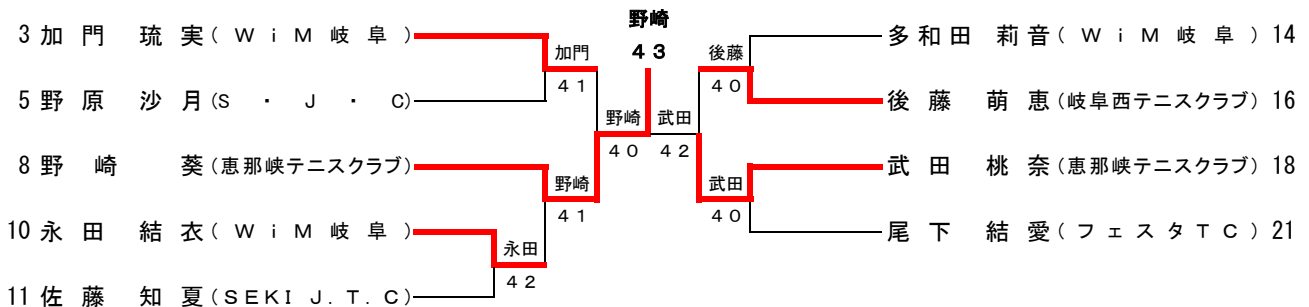 野崎
４３
3 加門 琉実(ＷｉＭ岐阜)
加門
４１
5 野原 沙月(Ｓ・Ｊ・Ｃ)
野崎
４０
8 野崎 葵(恵那峡テニスクラブ)
野崎
４１
10 永田 結衣(ＷｉＭ岐阜)
永田
４２
11 佐藤 知夏(ＳＥＫＩ Ｊ．Ｔ．Ｃ)
多和田 莉音(ＷｉＭ岐阜) 14
後藤
４０
後藤 萌恵(岐阜西テニスクラブ) 16
武田
４２
武田 桃奈(恵那峡テニスクラブ) 18
武田
４０
尾下 結愛(フェスタＴＣ) 21